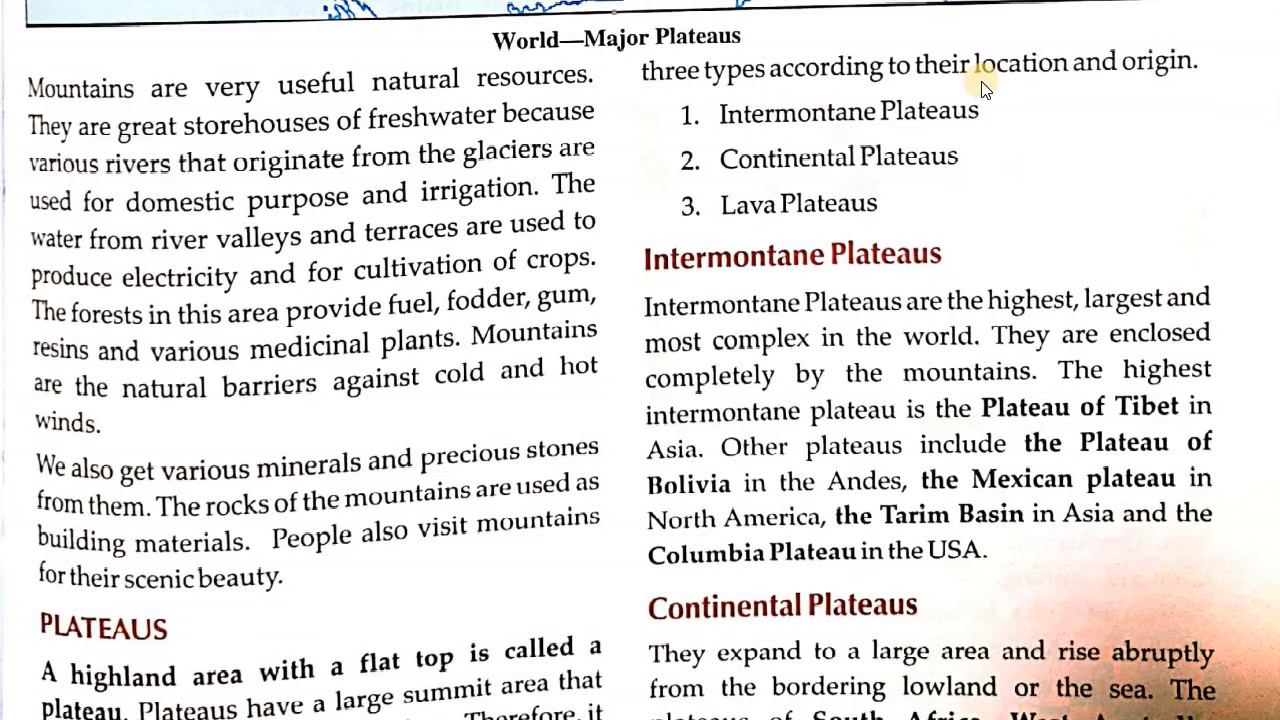 World—Major Plateaus
Mountains are very useful natural resources.
They are great storehouses of freshwater because
various rivers that originate from the glaciers are
used for domestic purpose and irrigation. The
water from river valleys and terraces are used to
produce electricity and for cultivation of crops.
The forests in this area provide fuel, fodder, gum,
resins and various medicinal plants. Mountains
are the natural barriers against cold and hot
winds.
We also get various minerals and precious stones
from them. The rocks of the mountains are used as
building materials. People also visit mountains
for their scenic beauty.
PLATEAUS
A highland area with a flat top is called a
plateau. Plateaus have a large summit area that
Therefore, it
three types according to their location and origin.
1. Intermontane Plateaus
2. Continental Plateaus
3. Lava Plateaus
Intermontane Plateaus
Intermontane Plateaus are the highest, largest and
most complex in the world. They are enclosed
completely by the mountains. The highest
intermontane plateau is the Plateau of Tibet in
Asia. Other plateaus include the Plateau of
Bolivia in the Andes, the Mexican plateau in
North America, the Tarim Basin in Asia and the
Columbia Plateau in the USA.
Continental Plateaus
They expand to a large area and rise abruptly
from the bordering lowland or the sea. The
plateaus of South Africa, West